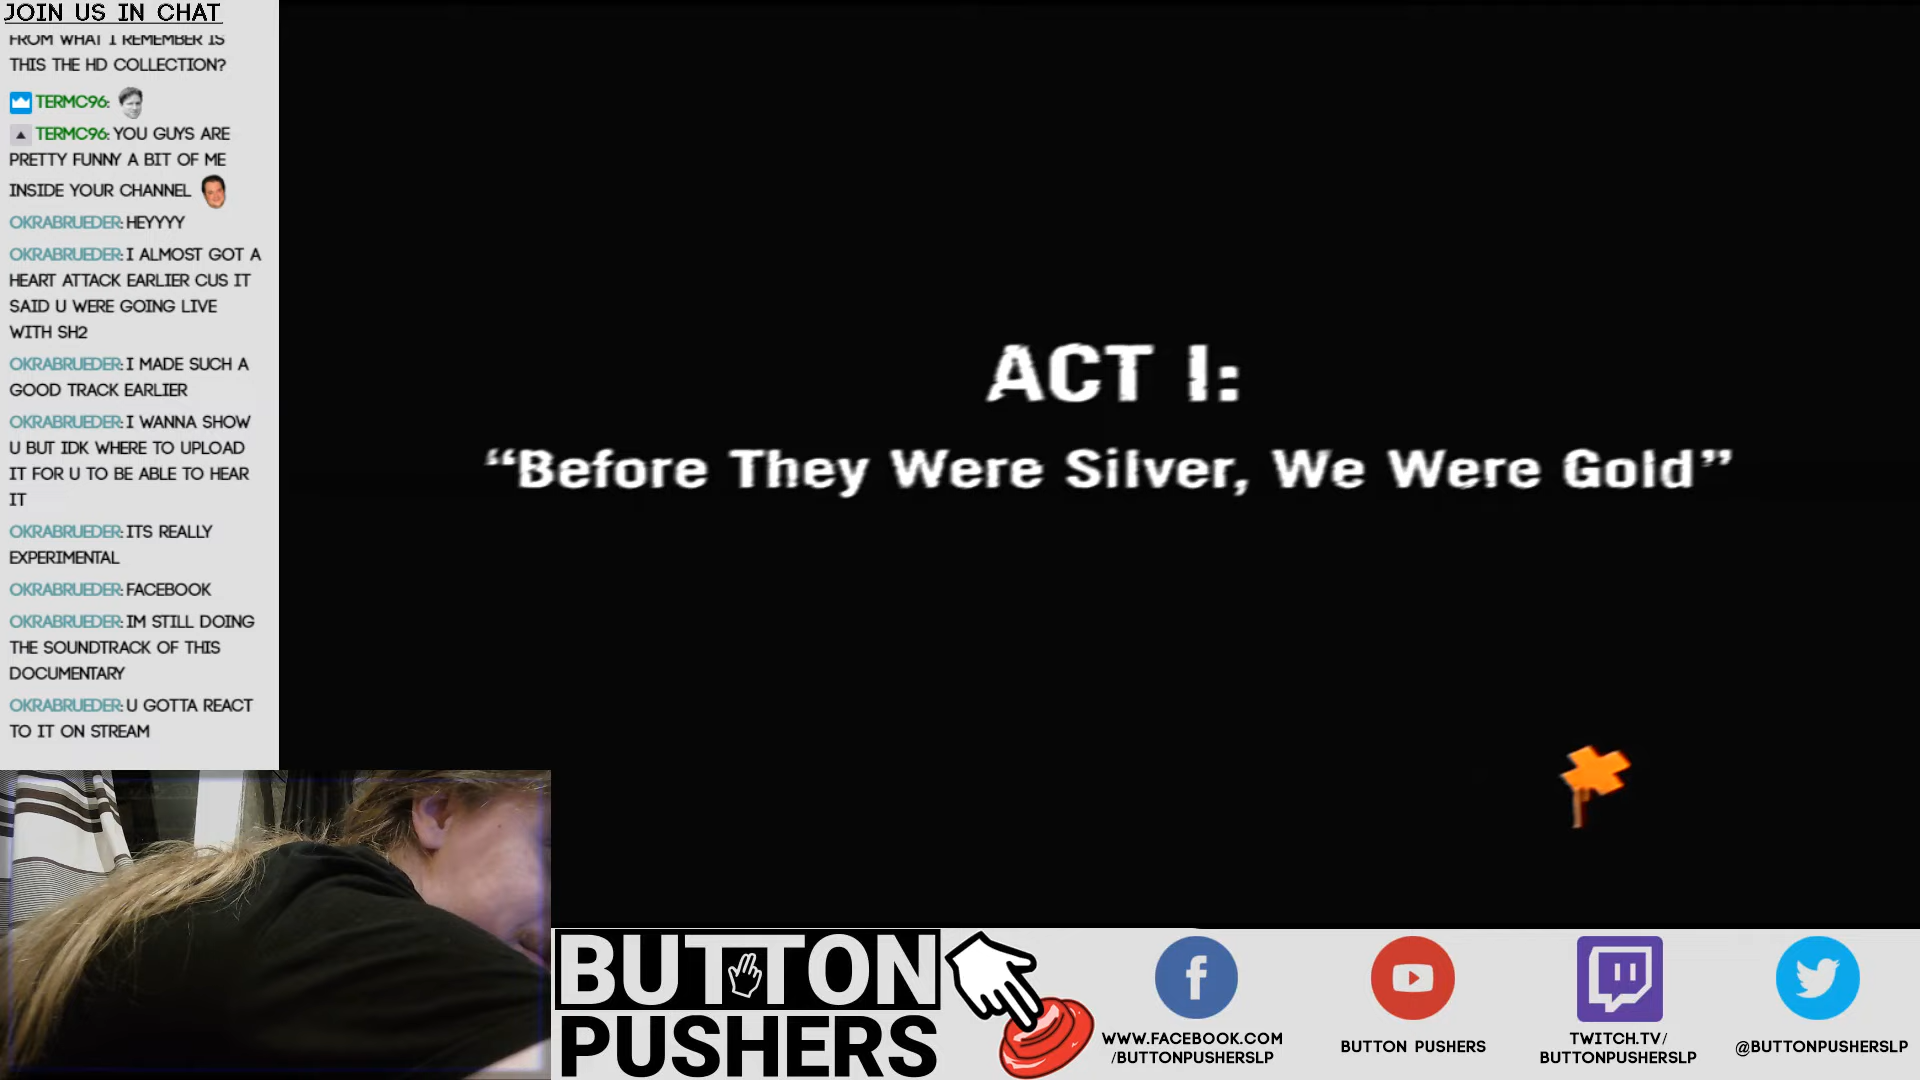 JOIN US IN CHAT
FROM WHAT I REMEMBER IS
THIS THE HD COLLECTION?
TERMC96:
TERMC96: YOU GUYS ARE
PRETTY FUNNY A BIT OF ME
INSIDE YOUR CHANNEL
OKRABRUEDER: HEYYYY
OKRABRUEDER: I ALMOST GOT A
HEART ATTACK EARLIER CUS IT
SAID U WERE GOING LIVE
WITH SH2
OKRABRUEDER: I MADE SUCH A
GOOD TRACK EARLIER
OKRABRUEDER: I WANNA SHOW
U BUT IDK WHERE TO UPLOAD
IT FOR U TO BE ABLE TO HEAR
IT
OKRABRUEDER: ITS REALLY
EXPERIMENTAL
OKRABRUEDER: FACEBOOK
OKRABRUEDER: IM STILL DOING
THE SOUNDTRACK OF THIS
DOCUMENTARY
OKRABRUEDER: U GOTTA REACT
TO IT ON STREAM
ACT I:
“Before They Were Silver, We Were Gold”
BUTTON
PUSHERS
WWW.FACEBOOK.COM
/BUTTONPUSHERSLP
BUTTON PUSHERS
TWITCH.TV/
BUTTONPUSHERSLP
@BUTTONPUSHERSLP